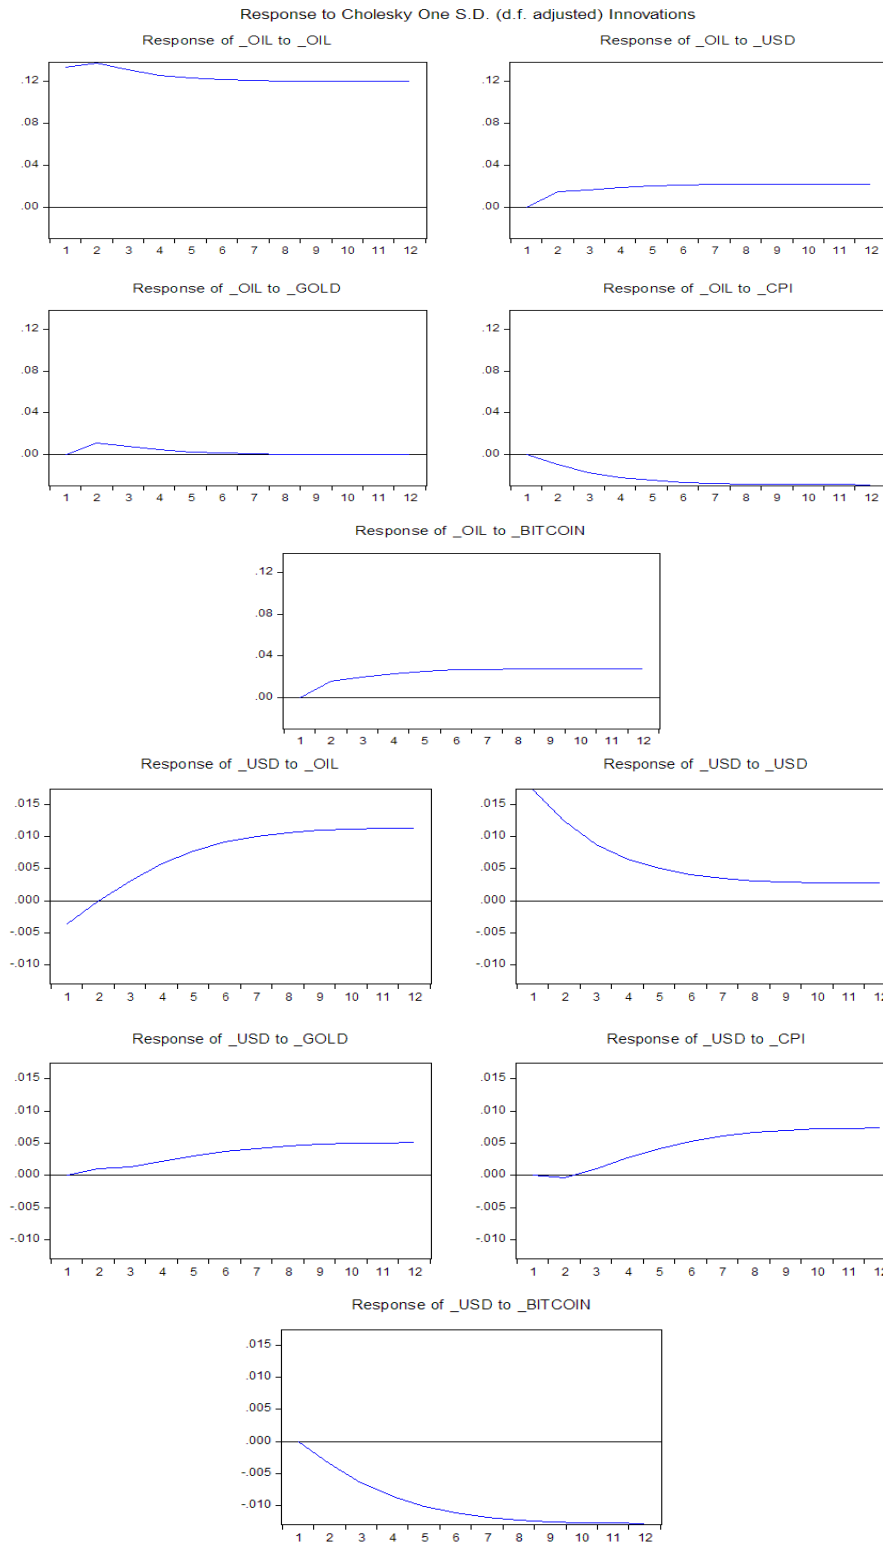 Response to Cholesky One S.D. (d.f. adjusted) Innovations
Response of _OIL to _OIL
.12
.08
.04
.00
1 2 3 4 5 6 7 8 9 10 11 12
Response of _OIL to _USD
.12
.08
.04
.00
1 2 3 4 5 6 7 8 9 10 11 12
Response of _OIL to _GOLD
.12
.08
.04
.00
1 2 3 4 5 6 7 8 9 10 11 12
Response of _OIL to _CPI
.12
.08
.04
.00
1 2 3 4 5 6 7 8 9 10 11 12
Response of _OIL to _BITCOIN
.12
.08
.04
.00
1 2 3 4 5 6 7 8 9 10 11 12
Response of _USD to _OIL
.015
.010
.005
.000
-.005
-.010
1 2 3 4 5 6 7 8 9 10 11 12
Response of _USD to _USD
.015
.010
.005
.000
-.005
-.010
1 2 3 4 5 6 7 8 9 10 11 12
Response of _USD to _GOLD
.015
.010
.005
.000
-.005
-.010
1 2 3 4 5 6 7 8 9 10 11 12
Response of _USD to _CPI
.015
.010
.005
.000
-.005
-.010
1 2 3 4 5 6 7 8 9 10 11 12
Response of _USD to _BITCOIN
.015
.010
.005
.000
-.005
-.010
1 2 3 4 5 6 7 8 9 10 11 12